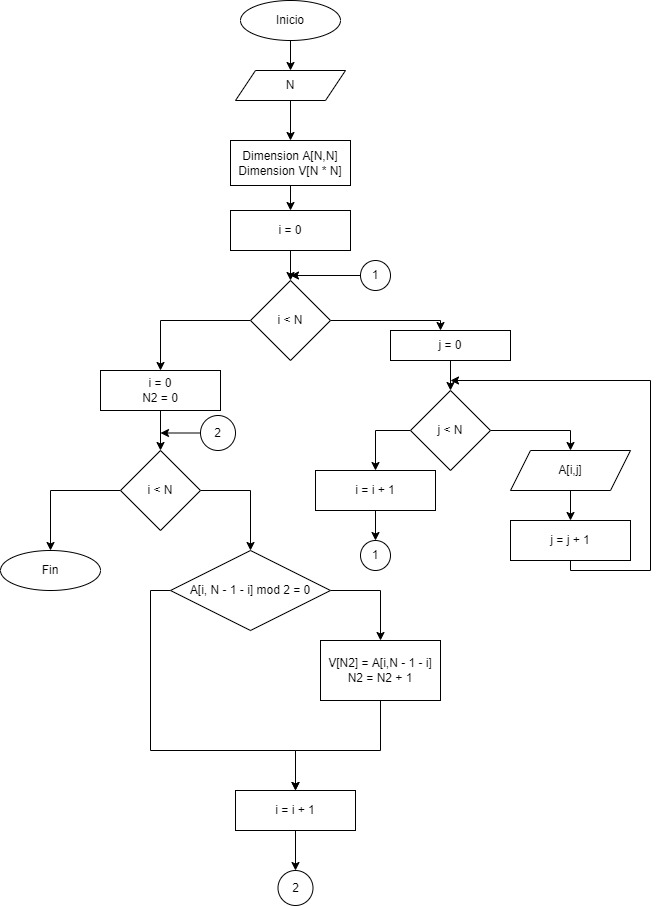 Inicio
N
Dimension A[N,N]
Dimension V[N * N]
i = 0
1
i < N
j = 0
i = 0
N2 = 0
2
j < N
i < N
i = i + 1
A[i,j]
j = j + 1
1
Fin
A[i, N - 1 - i] mod 2 = 0
V[N2] = A[i,N - 1 - i]
N2 = N2 + 1
i = i + 1
2